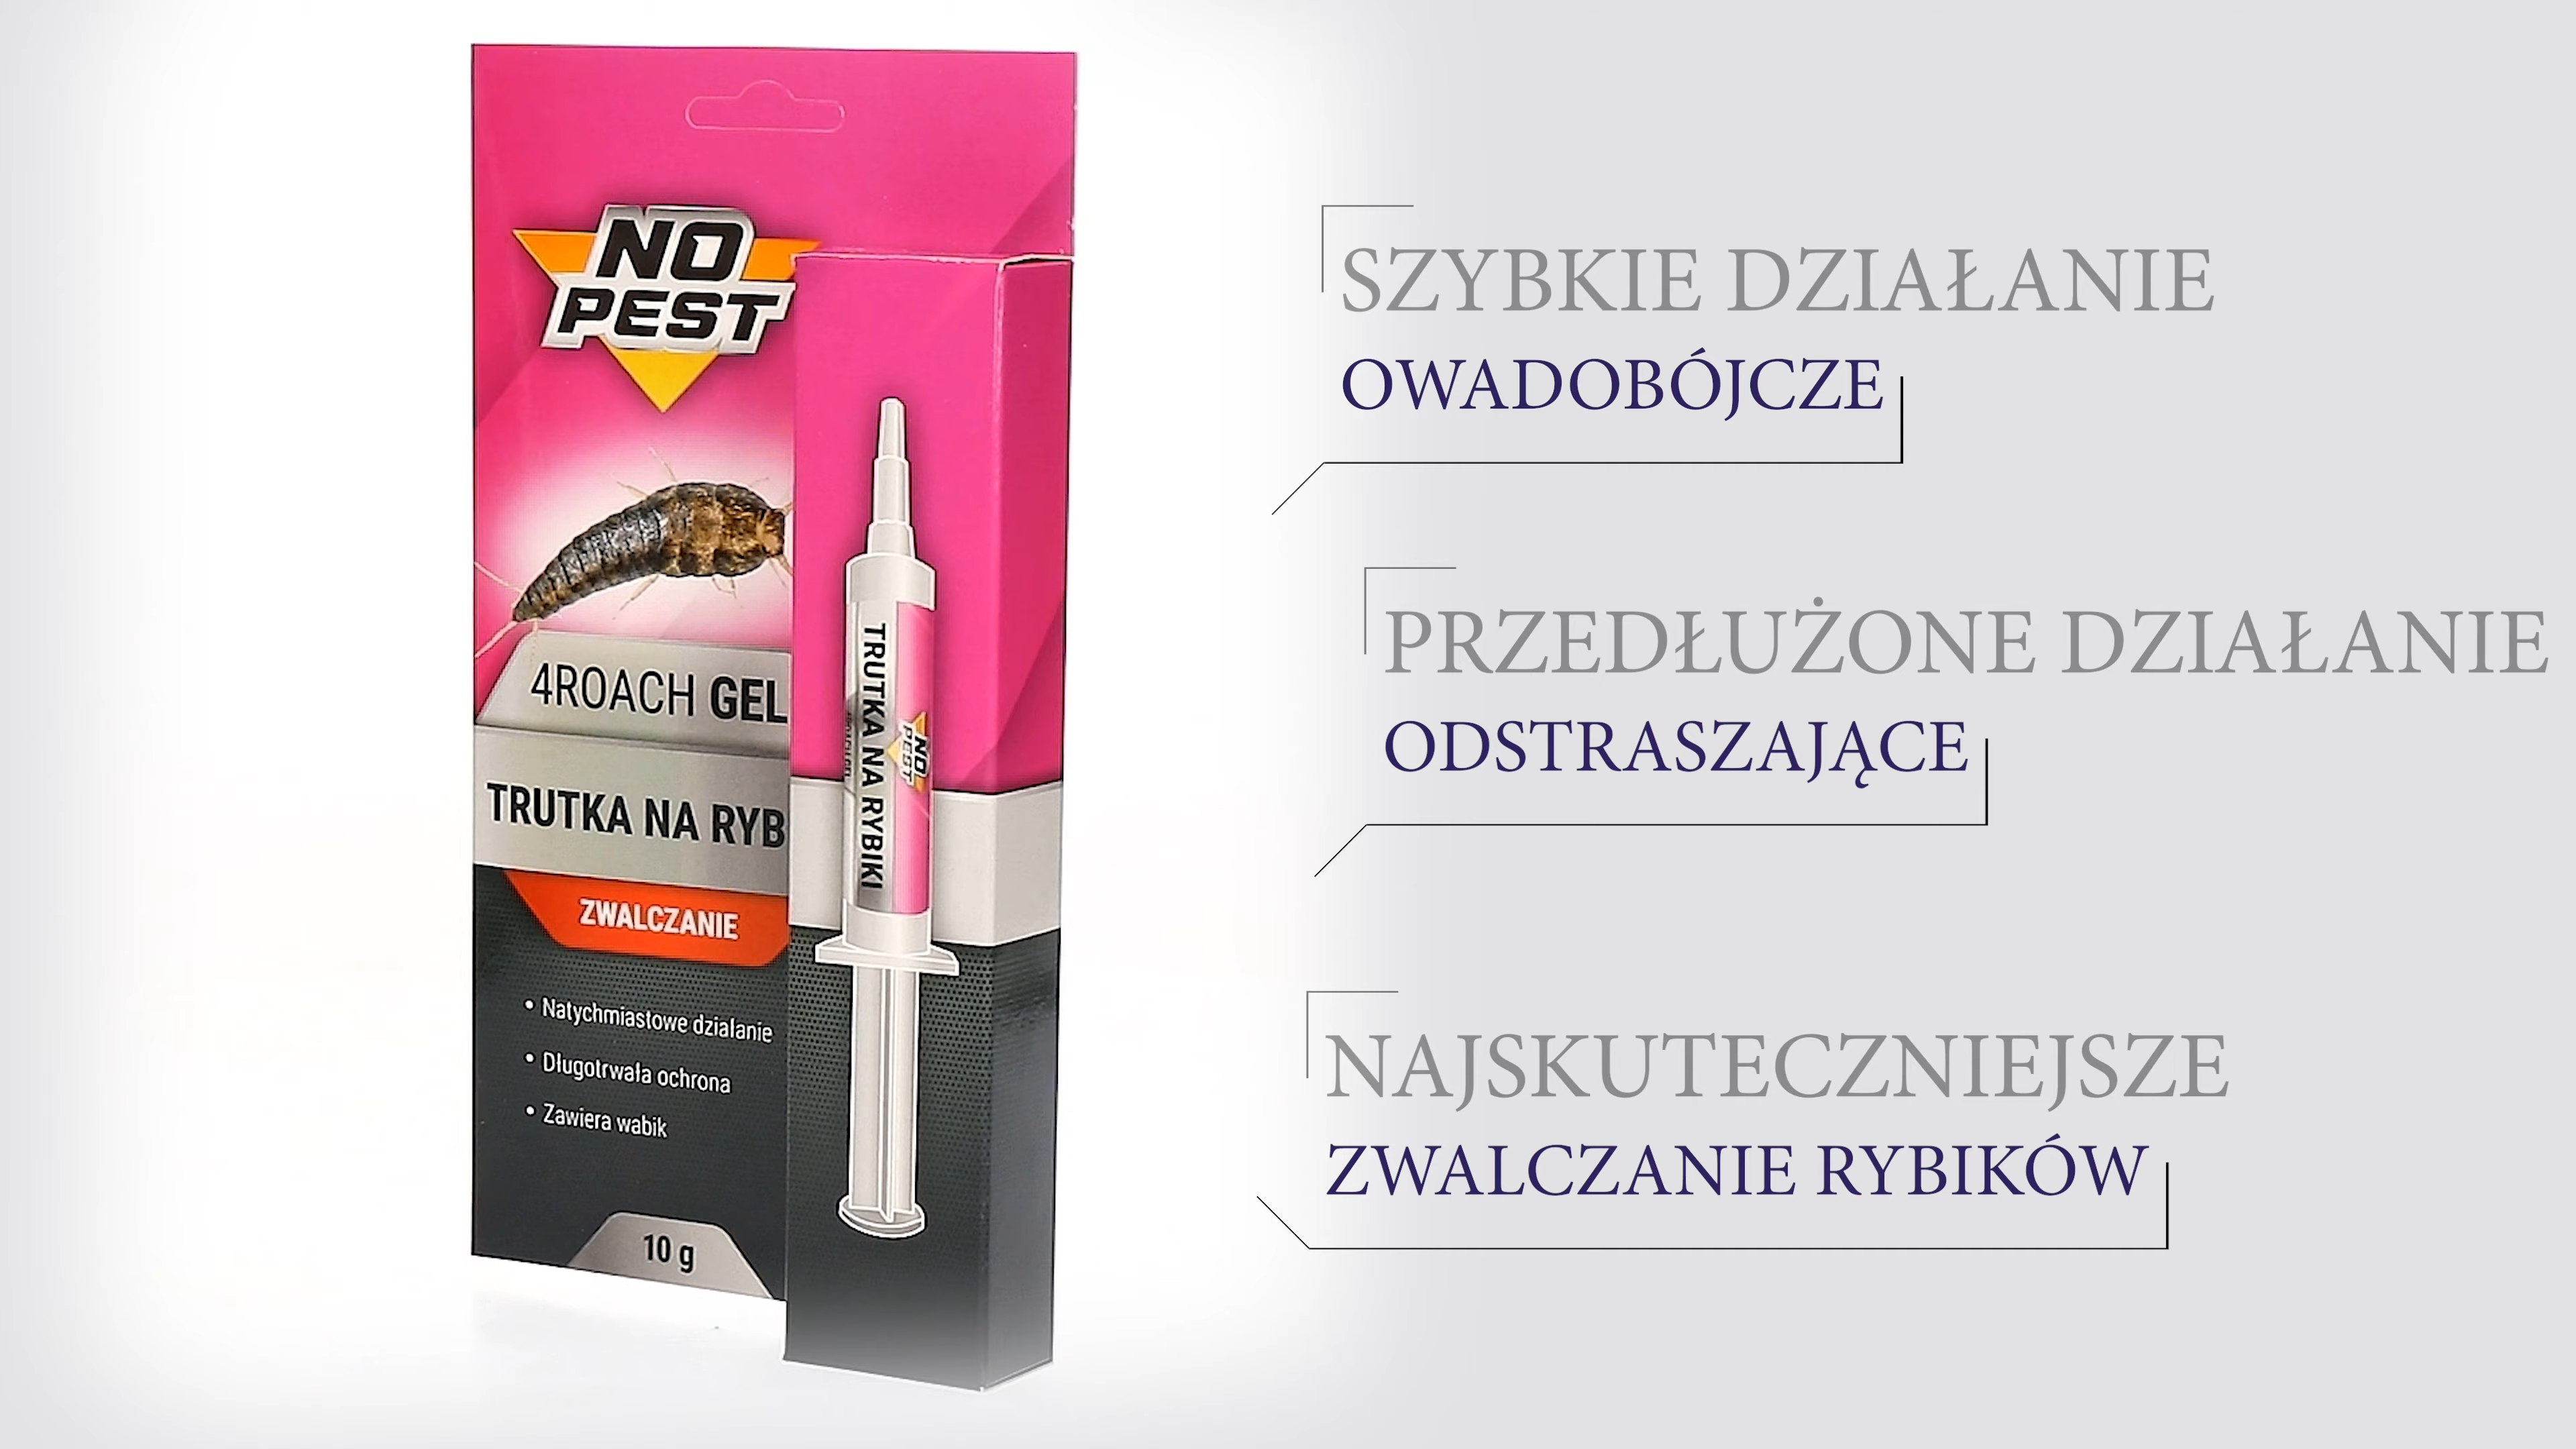 NO
PEST
4ROACH GEL
TRUTKA NA RYB
ZWALCZANIE
• Natychmiastowe działanie
• Długotrwała ochrona
• Zawiera wabik
10 g
TRUTKA NA RYBIKI
NO
PEST
SZYBKIE DZIAŁANIE
OWADOBÓJCZE
PRZEDŁUŻONE DZIAŁANIE
ODSTRASZAJĄCE
NAJSKUTECZNIEJSZE
ZWALCZANIE RYBIKÓW